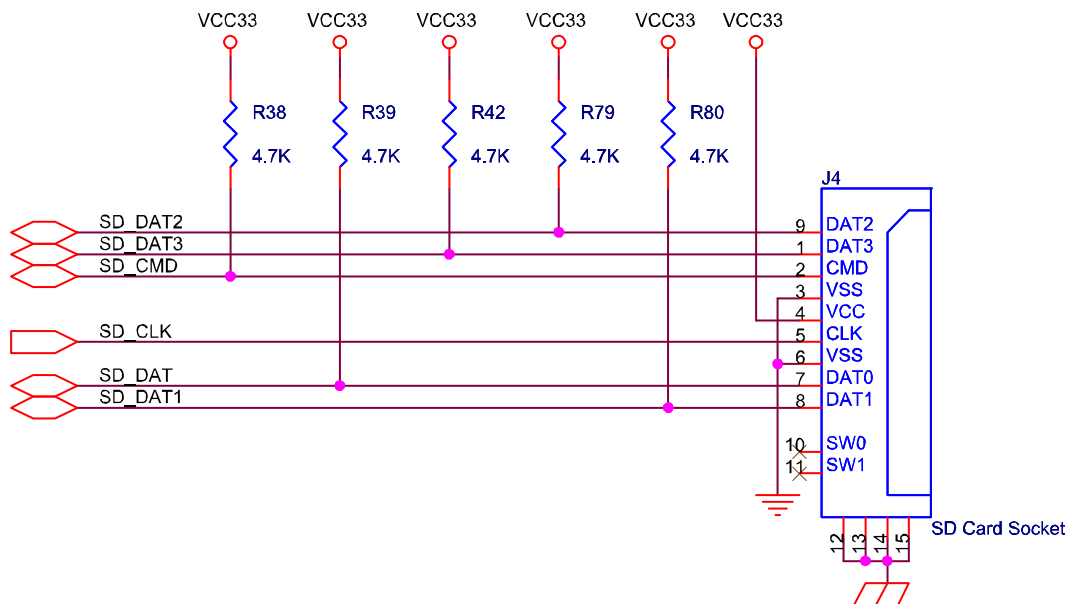 VCC33 VCC33 VCC33 VCC33 VCC33 VCC33
R38 R39 R42 R79 R80
4.7K 4.7K 4.7K 4.7K 4.7K
J4
SD_DAT2 9 DAT2
SD_DAT3 1 DAT3
SD_CMD 2 CMD
3 VSS
4 VCC
SD_CLK 5 CLK
6 VSS
SD_DAT 7 DAT0
SD_DAT1 8 DAT1
10 SW0
11 SW1
SD Card Socket
12 13 14 15